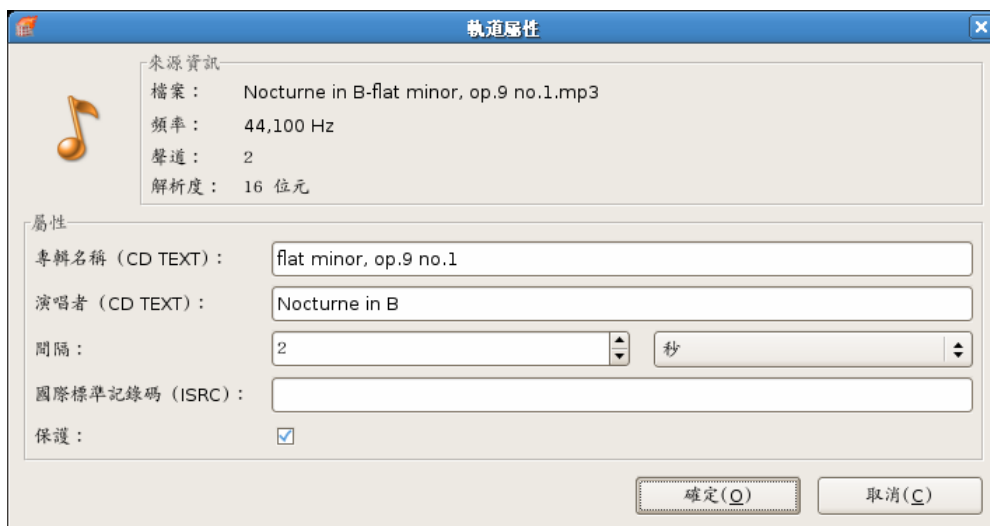 軌道屬性
來源資訊
檔案： Nocturne in B-flat minor, op.9 no.1.mp3
頻率： 44,100 Hz
聲道： 2
解析度： 16 位元
屬性
專輯名稱 (CD TEXT)： flat minor, op.9 no.1
演唱者 (CD TEXT)： Nocturne in B
間隔： 2 秒
國際標準記錄碼 (ISRC)：
保護：
確定(O) 取消(C)